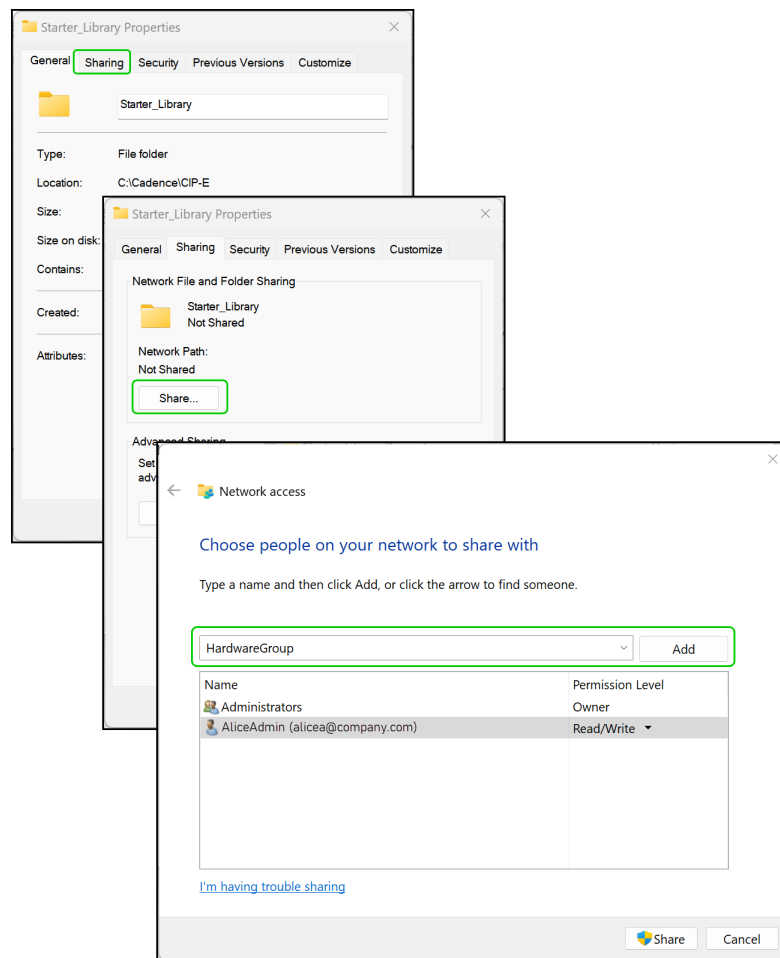 Starter_Library Properties
General Sharing Security Previous Versions Customize
Starter_Library
Type: File folder
Location: C:\Cadence\CIP-E
Size:
Size on disk:
Contains:
Created:
Attributes:
Starter_Library Properties
General Sharing Security Previous Versions Customize
Network File and Folder Sharing
Starter_Library
Not Shared
Network Path:
Not Shared
Share...
Advanced Sharing
Set
adv
Network access
Choose people on your network to share with
Type a name and then click Add, or click the arrow to find someone.
HardwareGroup Add
Name Permission Level
Administrators Owner
AliceAdmin (alicea@company.com) Read/Write
I'm having trouble sharing
Share Cancel